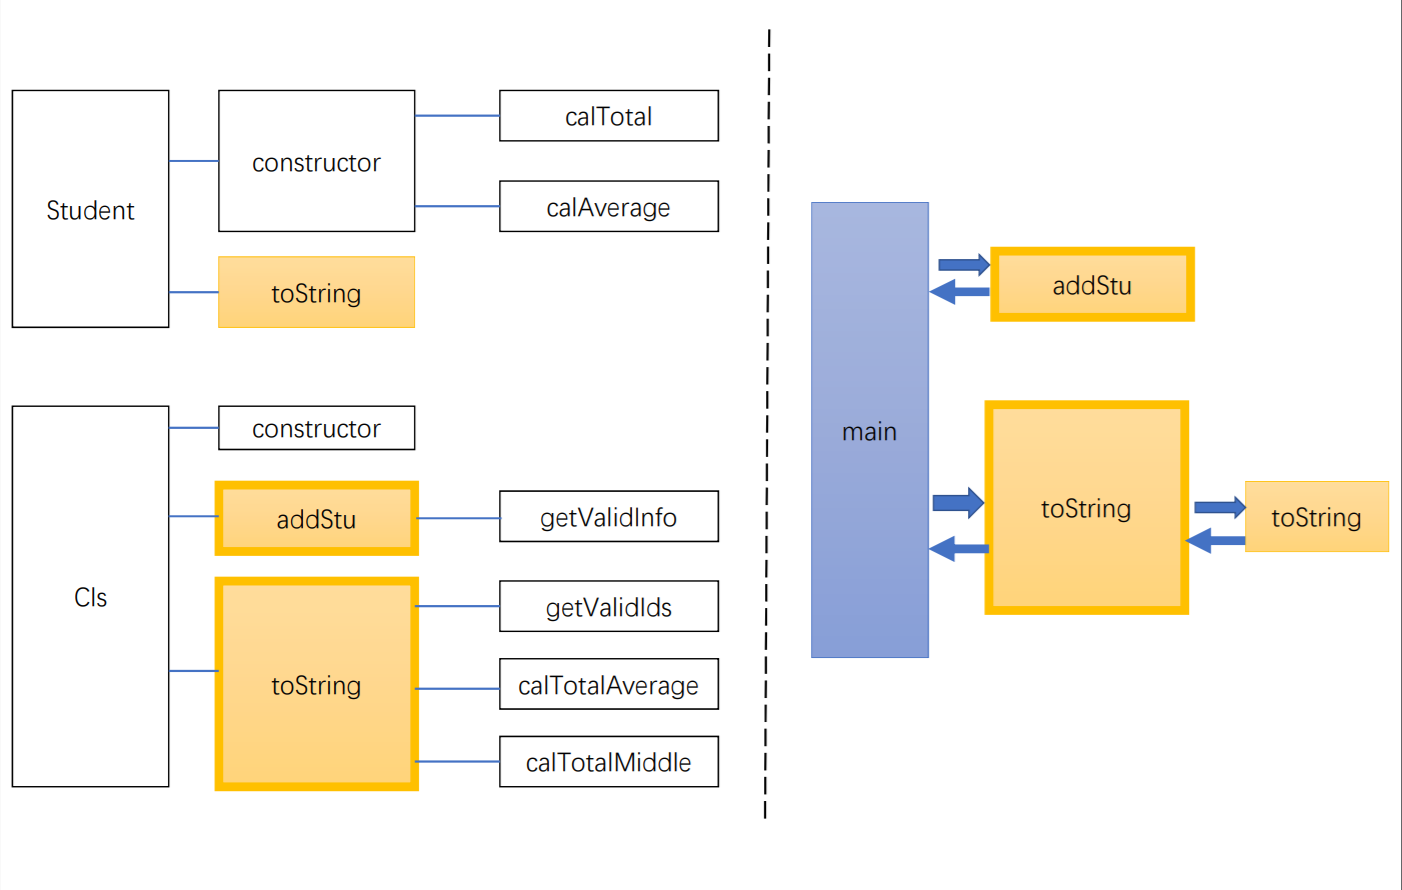 Student
constructor
calTotal
calAverage
toString
Cls
constructor
addStu
getValidInfo
toString
getValidIds
calTotalAverage
calTotalMiddle
main
addStu
toString
toString